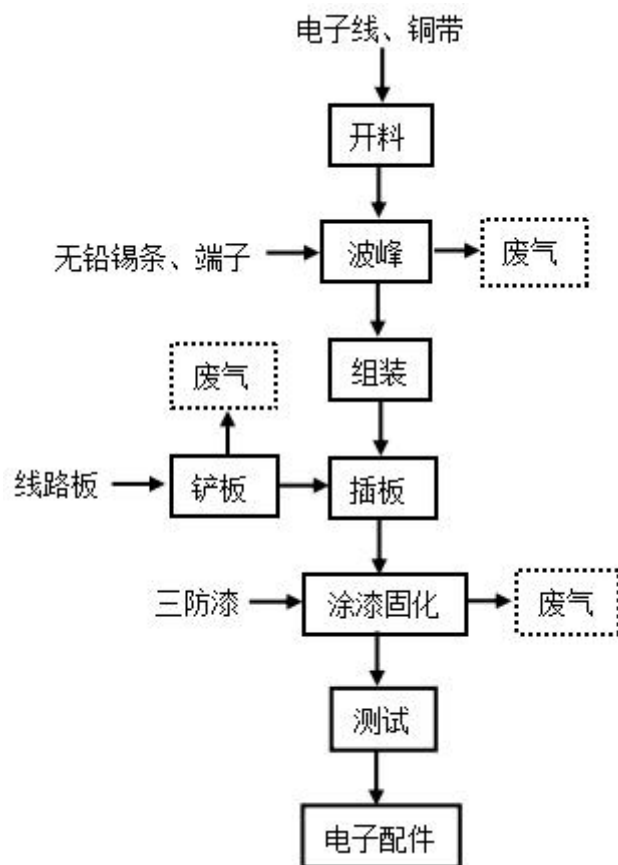 电子线、铜带
开料
无铅锡条、端子
波峰
废气
组装
废气
线路板
铲板
插板
三防漆
涂漆固化
废气
测试
电子配件